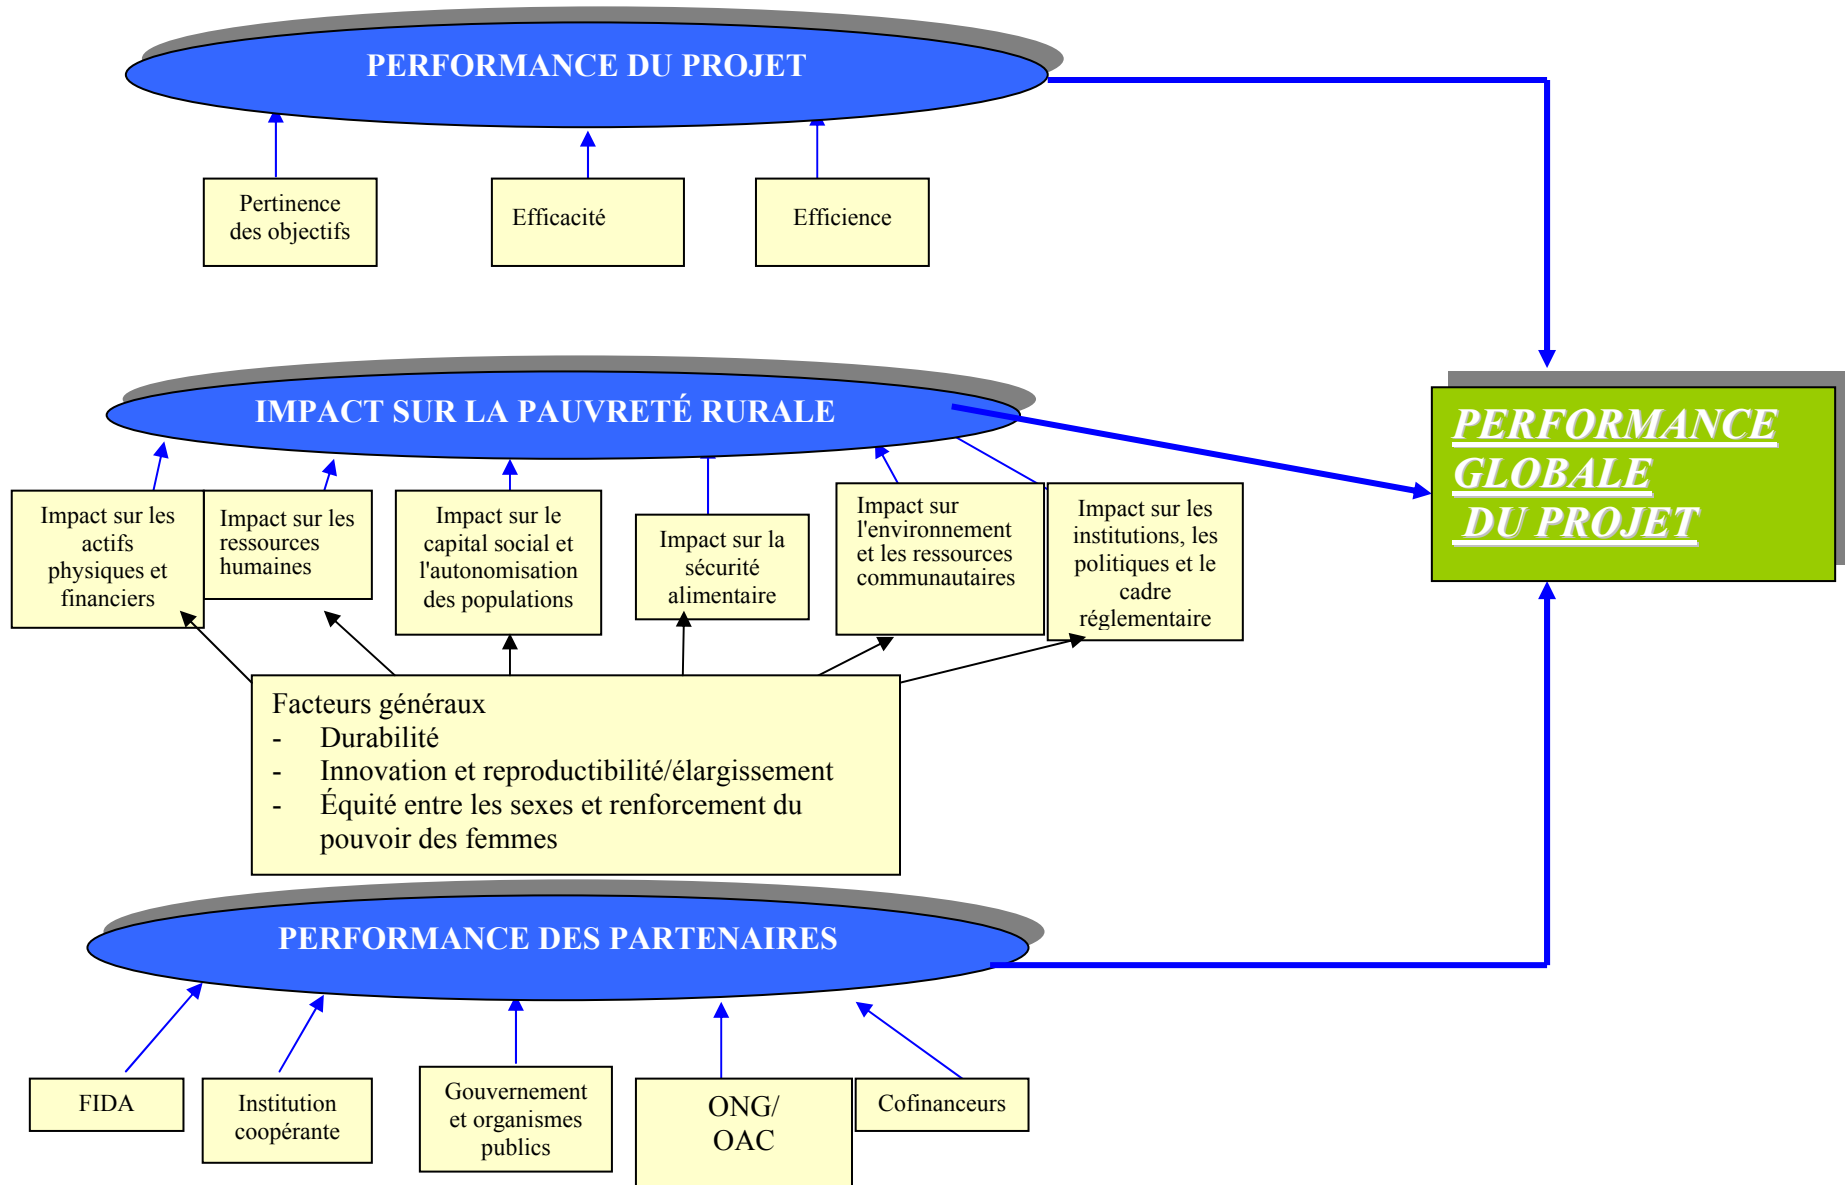 PERFORMANCE DU PROJET
Pertinence
des objectifs
Efficacité
Efficience
IMPACT SUR LA PAUVRETÉ RURALE
PERFORMANCE
GLOBALE
DU PROJET
Impact sur les
actifs
physiques et
financiers
Impact sur les
ressources
humaines
Impact sur le
capital social et
l'autonomisation
des populations
Impact sur la
sécurité
alimentaire
Impact sur
l'environnement
et les ressources
communautaires
Impact sur les
institutions, les
politiques et le
cadre
réglementaire
Facteurs généraux
- Durabilité
- Innovation et reproductibilité/élargissement
- Équité entre les sexes et renforcement du
pouvoir des femmes
PERFORMANCE DES PARTENAIRES
FIDA
Institution
coopérante
Gouvernement
et organismes
publics
ONG/
OAC
Cofinanceurs